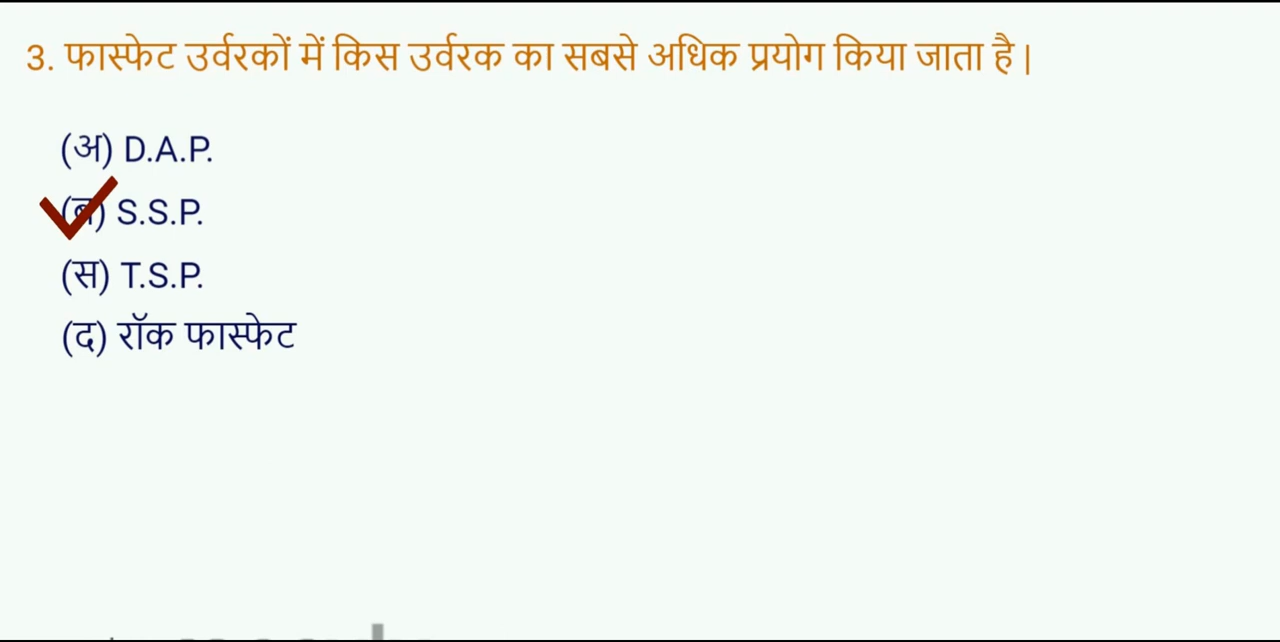 3. फास्फेट उर्वरकों में किस उर्वरक का सबसे अधिक प्रयोग किया जाता है |
(अ) D.A.P.
(ब) S.S.P.
(स) T.S.P.
(द) रॉक फास्फेट